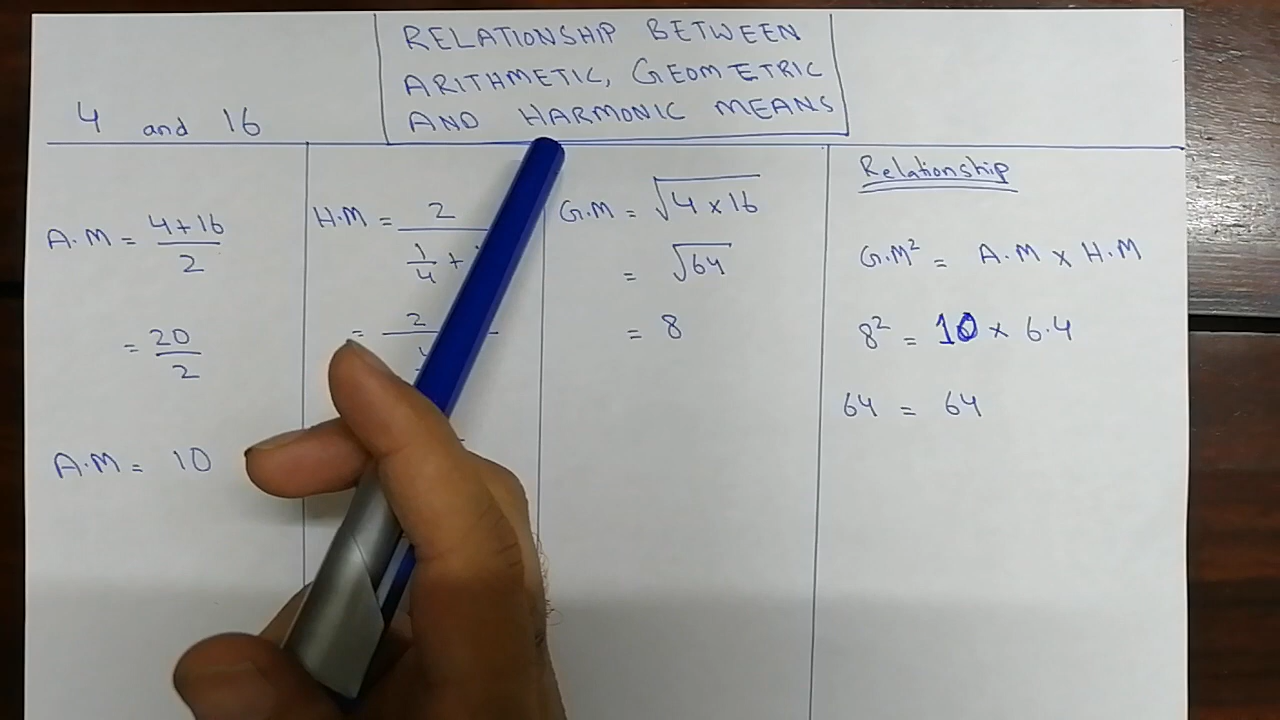 RELATIONSHIP BETWEEN
ARITHMETIC, GEOMETRIC
AND HARMONIC MEANS
4 and 16
A.M = 4+16 / 2
= 20 / 2
A.M = 10
H.M = 2
1/4 +
= 2
G.M = √4 x 16
= √64
= 8
Relationship
G.M² = A.M x H.M
8² = 10 x 6.4
64 = 64